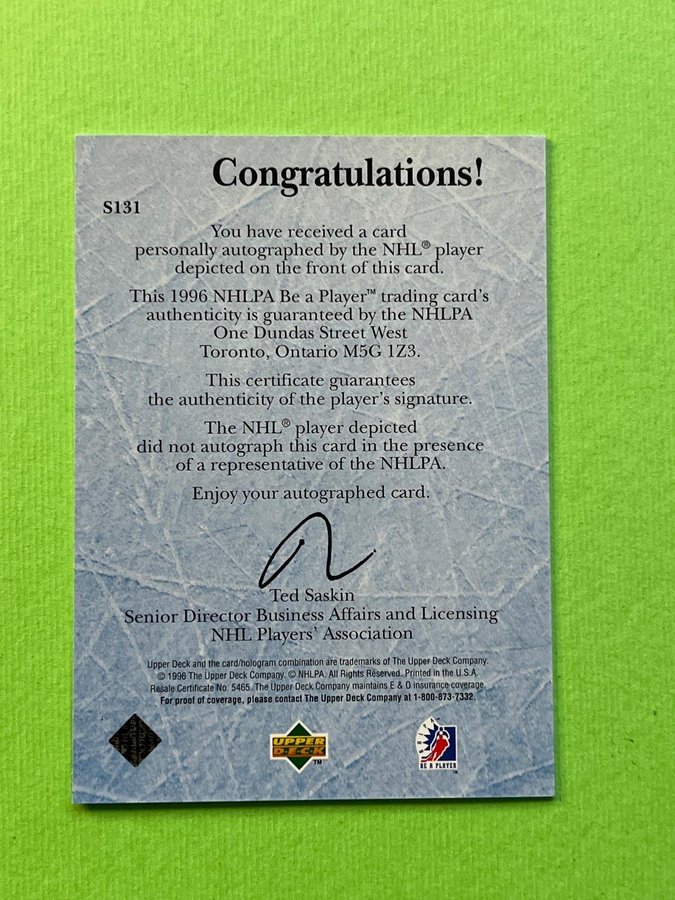 Congratulations!
S131
You have received a card
personally autographed by the NHL® player
depicted on the front of this card.
This 1996 NHLPA Be a Player™ trading card's
authenticity is guaranteed by the NHLPA
One Dundas Street West
Toronto, Ontario M5G 1Z3.
This certificate guarantees
the authenticity of the player's signature.
The NHL® player depicted
did not autograph this card in the presence
of a representative of the NHLPA.
Enjoy your autographed card.
Ted Saskin
Senior Director Business Affairs and Licensing
NHL Players' Association
Upper Deck and the card/hologram combination are trademarks of The Upper Deck Company.
© 1996 The Upper Deck Company. © NHLPA. All Rights Reserved. Printed in the U.S.A.
Resale Certificate No. 5465. The Upper Deck Company maintains E & O insurance coverage.
For proof of coverage, please contact The Upper Deck Company at 1-800-873-7332.
UPPER
DECK
™
BE A PLAYER
™